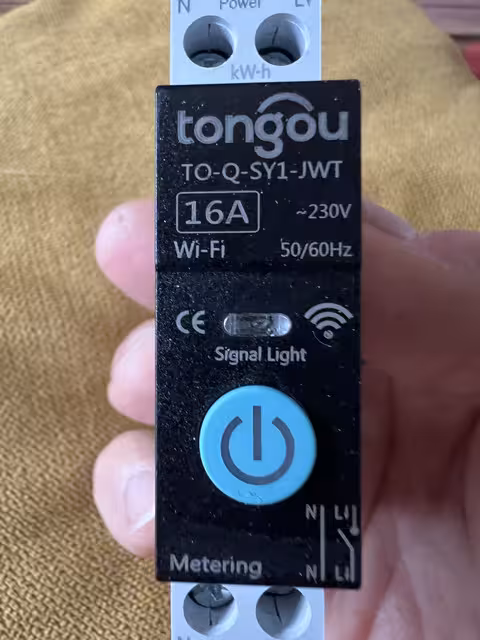 N Power
kW-h
tongou
TO-Q-SY1-JWT
16A ~230V
Wi-Fi 50/60Hz
CE
Signal Light
N L
Metering
N L